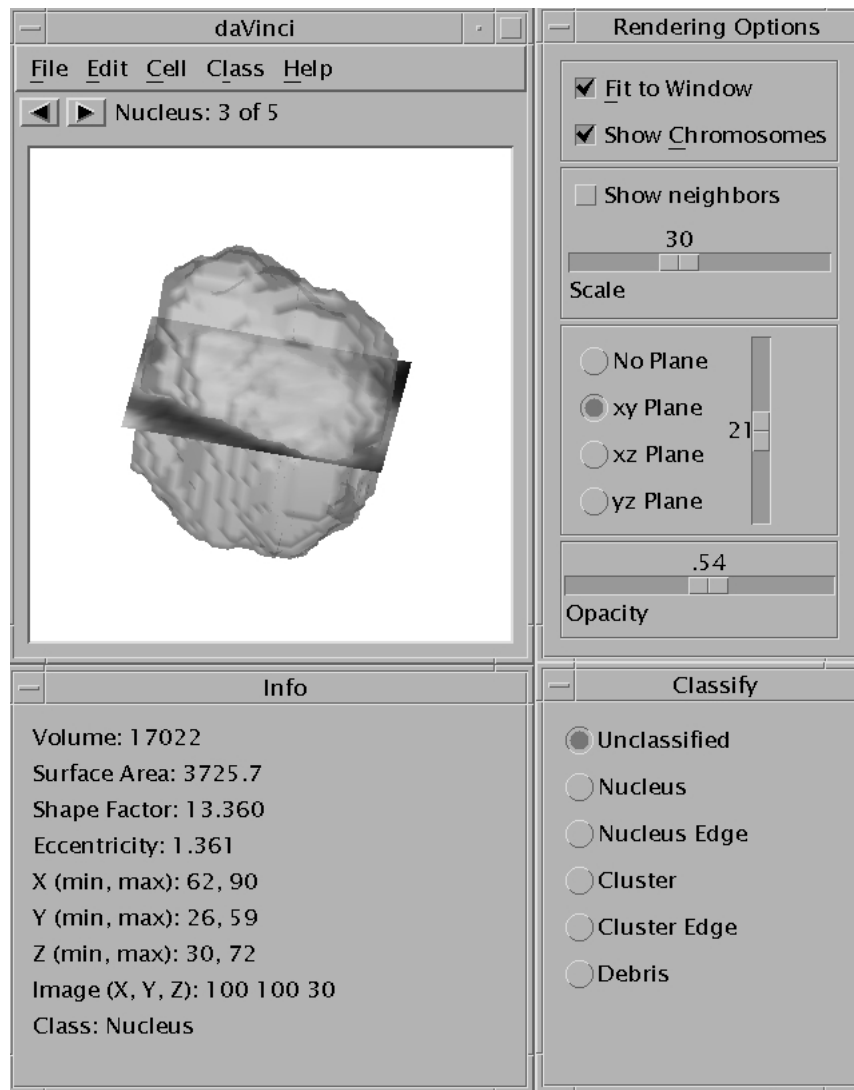 daVinci
File Edit Cell Class Help
Nucleus: 3 of 5
Rendering Options
Fit to Window
Show Chromosomes
Show neighbors
30
Scale
No Plane
xy Plane
21
xz Plane
yz Plane
.54
Opacity
Info
Volume: 17022
Surface Area: 3725.7
Shape Factor: 13.360
Eccentricity: 1.361
X (min, max): 62, 90
Y (min, max): 26, 59
Z (min, max): 30, 72
Image (X, Y, Z): 100 100 30
Class: Nucleus
Classify
Unclassified
Nucleus
Nucleus Edge
Cluster
Cluster Edge
Debris